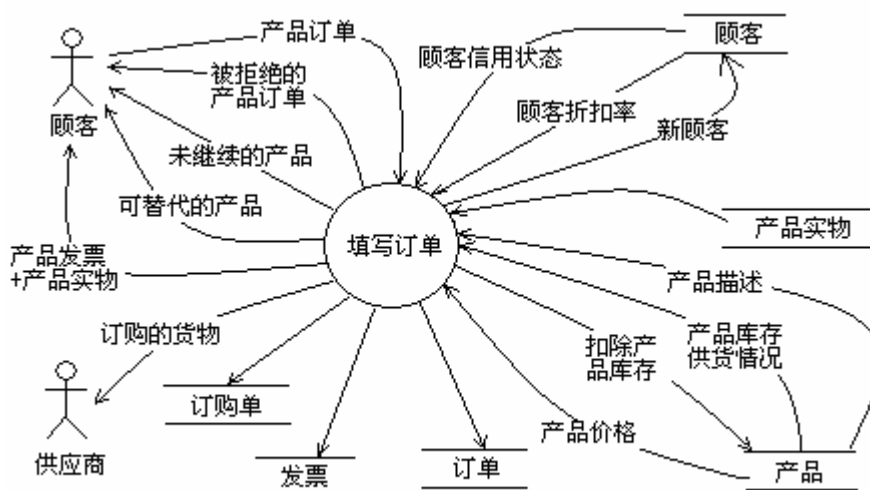 产品订单
被拒绝的
产品订单
顾客
未继续的产品
可替代的产品
产品发票
+产品实物
订购的货物
供应商
填写订单
订购单
发票
订单
顾客
顾客信用状态
顾客折扣率
新顾客
产品实物
产品描述
产品库存
供货情况
扣除产
品库存
产品价格
产品